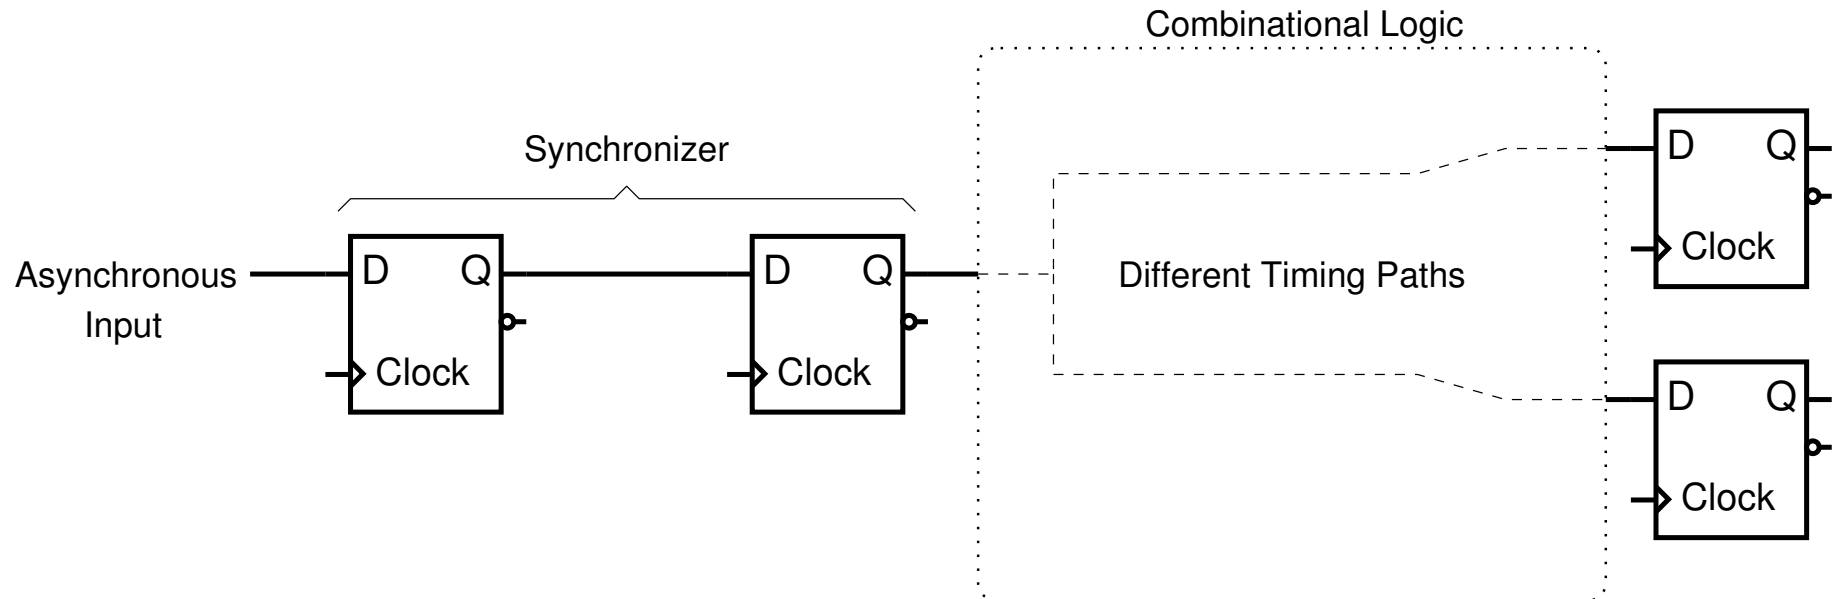 Combinational Logic
Synchronizer
Asynchronous
Input
D Q
Clock
D Q
Clock
Different Timing Paths
D Q
Clock
D Q
Clock